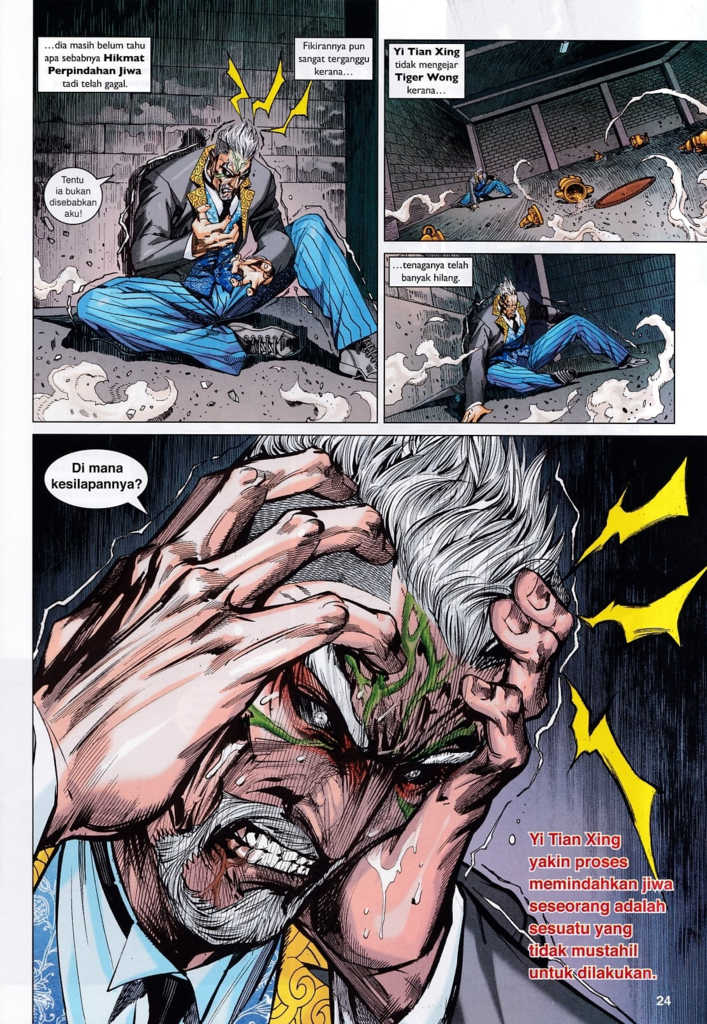 Yi Tian Xing
tidak mengejar
Tiger Wong
kerana…
…tenaganya telah
banyak hilang.
Fikirannya pun
sangat terganggu
kerana…
…dia masih belum tahu
apa sebabnya Hikmat
Perpindahan Jiwa
tadi telah gagal.
Tentu
ia bukan
disebabkan
aku!
Di mana
kesilapannya?
Yi Tian Xing
yakin proses
memindahkan jiwa
seseorang adalah
sesuatu yang
tidak mustahil
untuk dilakukan.
24